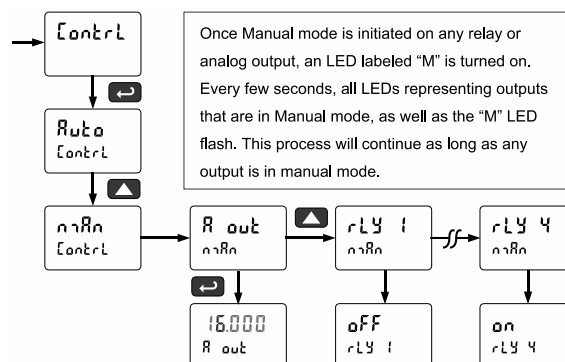 Contrl
Once Manual mode is initiated on any relay or
analog output, an LED labeled “M” is turned on.
Every few seconds, all LEDs representing outputs
that are in Manual mode, as well as the “M” LED
flash. This process will continue as long as any
output is in manual mode.
Auto
Contrl
mAn
Contrl
A out
mAn
rLY 1
mAn
rLY 4
mAn
16.000
A out
oFF
rLY 1
on
rLY 4